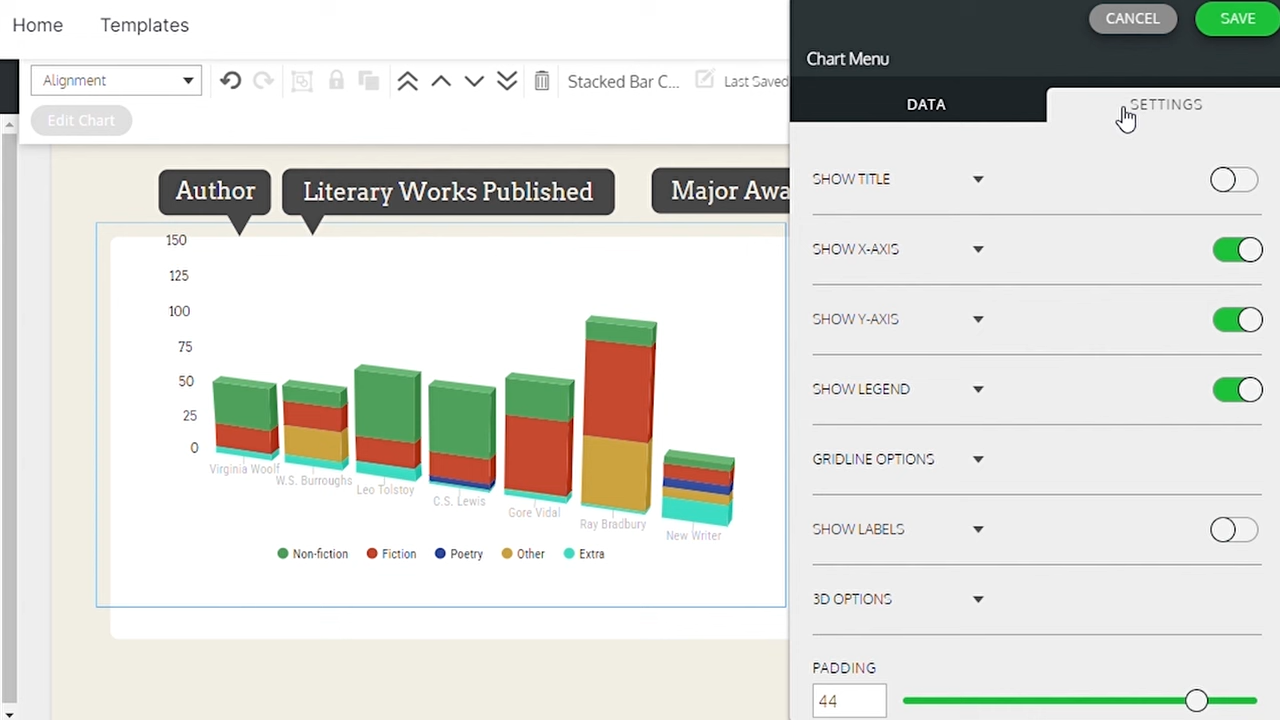 Home Templates
CANCEL SAVE
Chart Menu
Alignment
Stacked Bar C... Last Saved
Edit Chart
DATA SETTINGS
Author Literary Works Published Major Awa
150
125
100
75
50
25
0
Virginia Woolf
W.S. Burroughs
Leo Tolstoy
C.S. Lewis
Gore Vidal
Ray Bradbury
New Writer
Non-fiction Fiction Poetry Other Extra
SHOW TITLE
SHOW X-AXIS
SHOW Y-AXIS
SHOW LEGEND
GRIDLINE OPTIONS
SHOW LABELS
3D OPTIONS
PADDING
44